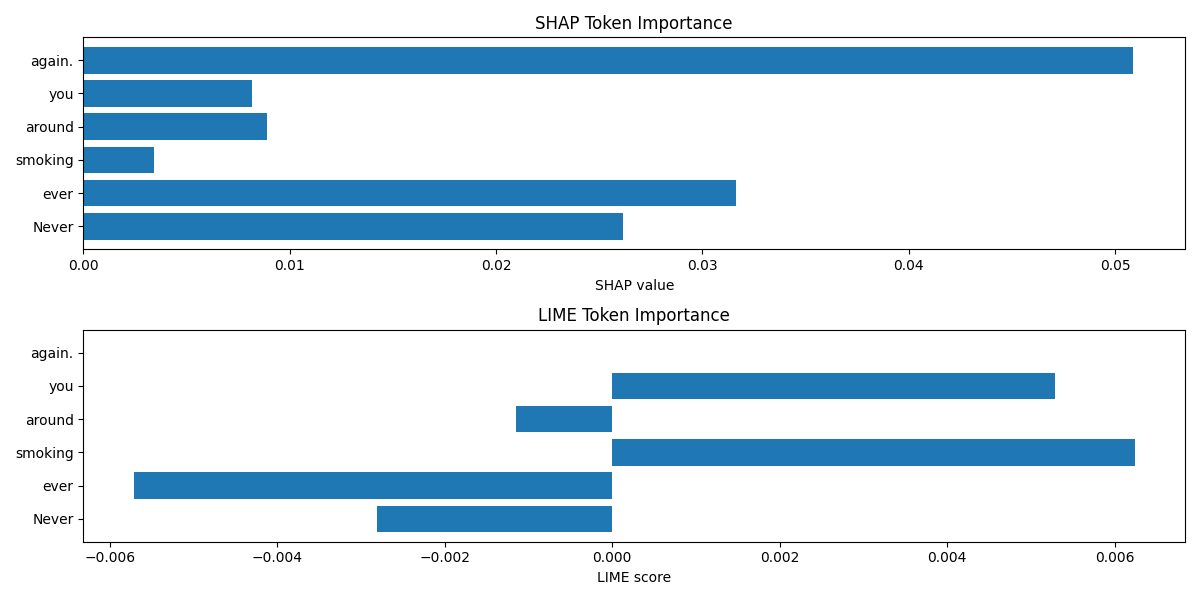 SHAP Token Importance
again.
you
around
smoking
ever
Never
0.00 0.01 0.02 0.03 0.04 0.05
SHAP value
LIME Token Importance
again.
you
around
smoking
ever
Never
−0.006 −0.004 −0.002 0.000 0.002 0.004 0.006
LIME score